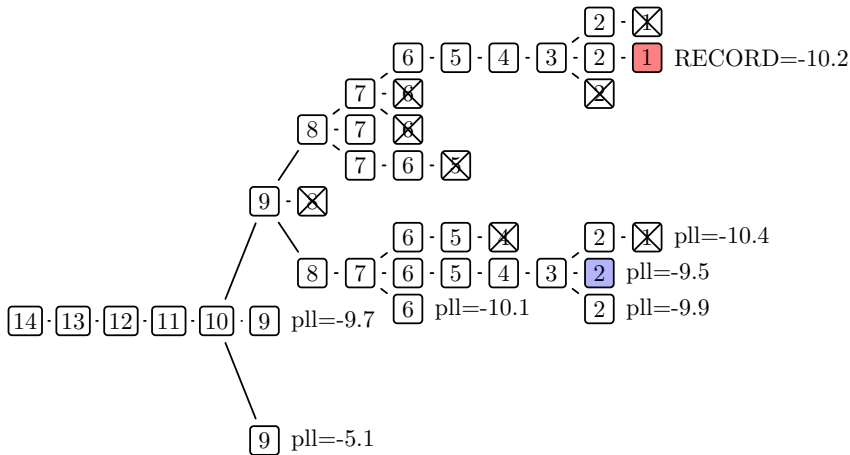 2 1
6 5 4 3 2 1 RECORD=-10.2
7 6 2
8 7 6
7 6 5
9 8
6 5 4 2 1 pll=-10.4
8 7 6 5 4 3 2 pll=-9.5
6 pll=-10.1 2 pll=-9.9
14 13 12 11 10 9 pll=-9.7
9 pll=-5.1